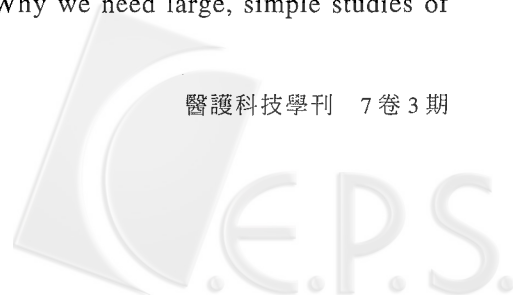 Why we need large, simple studies of
醫護科技學刊 7卷3期
C.E.P.S.